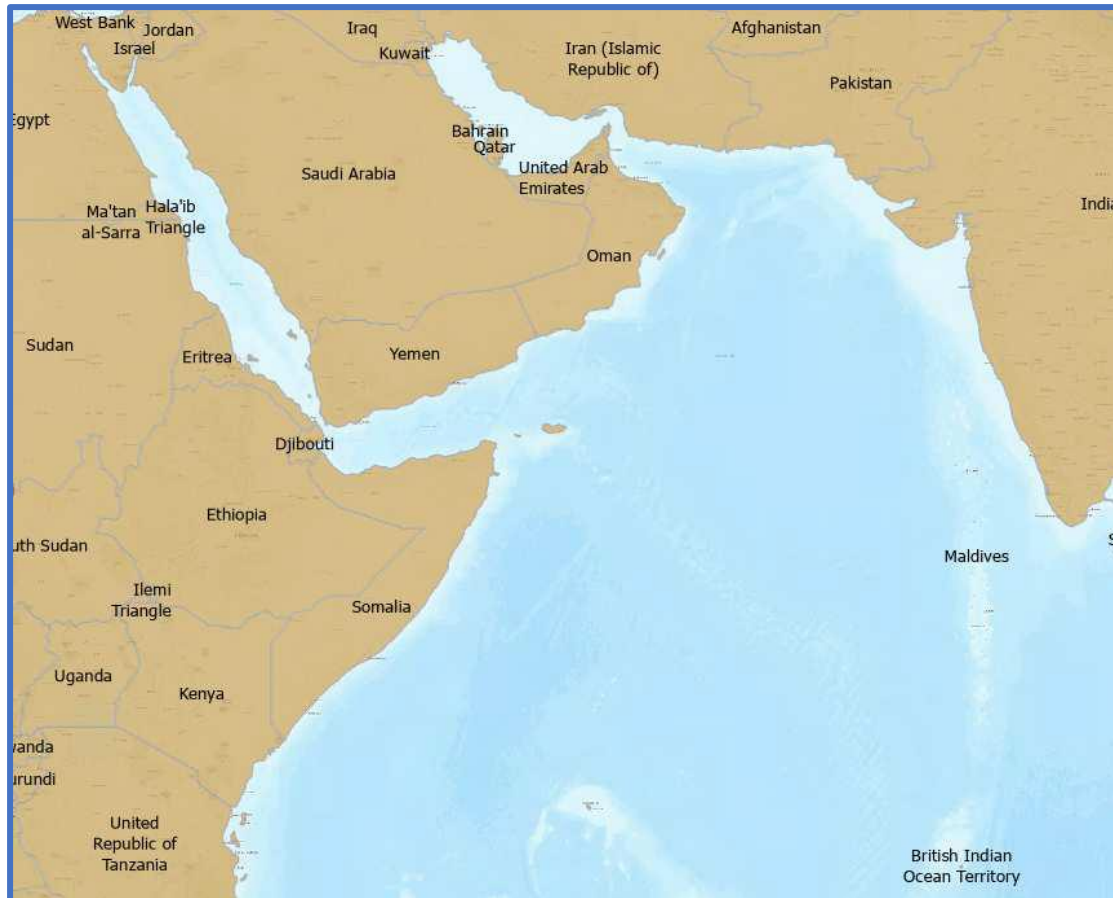 West Bank
Jordan
Israel
Iraq
Kuwait
Iran (Islamic
Republic of)
Afghanistan
Pakistan
Egypt
Bahrain
Qatar
Saudi Arabia
United Arab
Emirates
India
Ma'tan
al-Sarra
Hala'ib
Triangle
Oman
Sudan
Eritrea
Yemen
Djibouti
Ethiopia
uth Sudan
Maldives
Ilemi
Triangle
Somalia
Uganda
Kenya
wanda
urundi
United
Republic of
Tanzania
British Indian
Ocean Territory